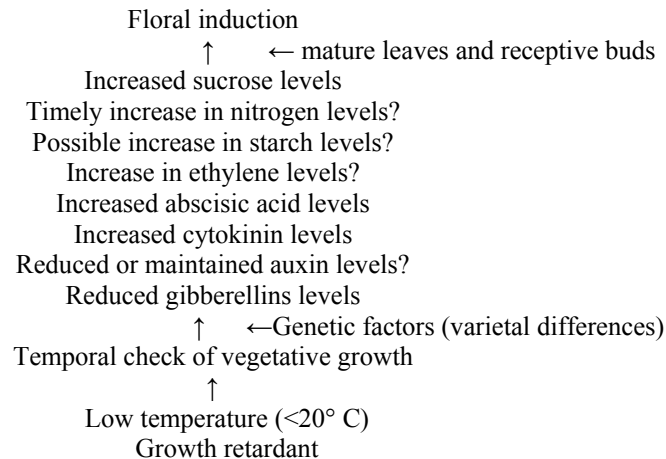 Floral induction
↑ ← mature leaves and receptive buds
Increased sucrose levels
Timely increase in nitrogen levels?
Possible increase in starch levels?
Increase in ethylene levels?
Increased abscisic acid levels
Increased cytokinin levels
Reduced or maintained auxin levels?
Reduced gibberellins levels
↑ ←Genetic factors (varietal differences)
Temporal check of vegetative growth
↑
Low temperature (<20° C)
Growth retardant